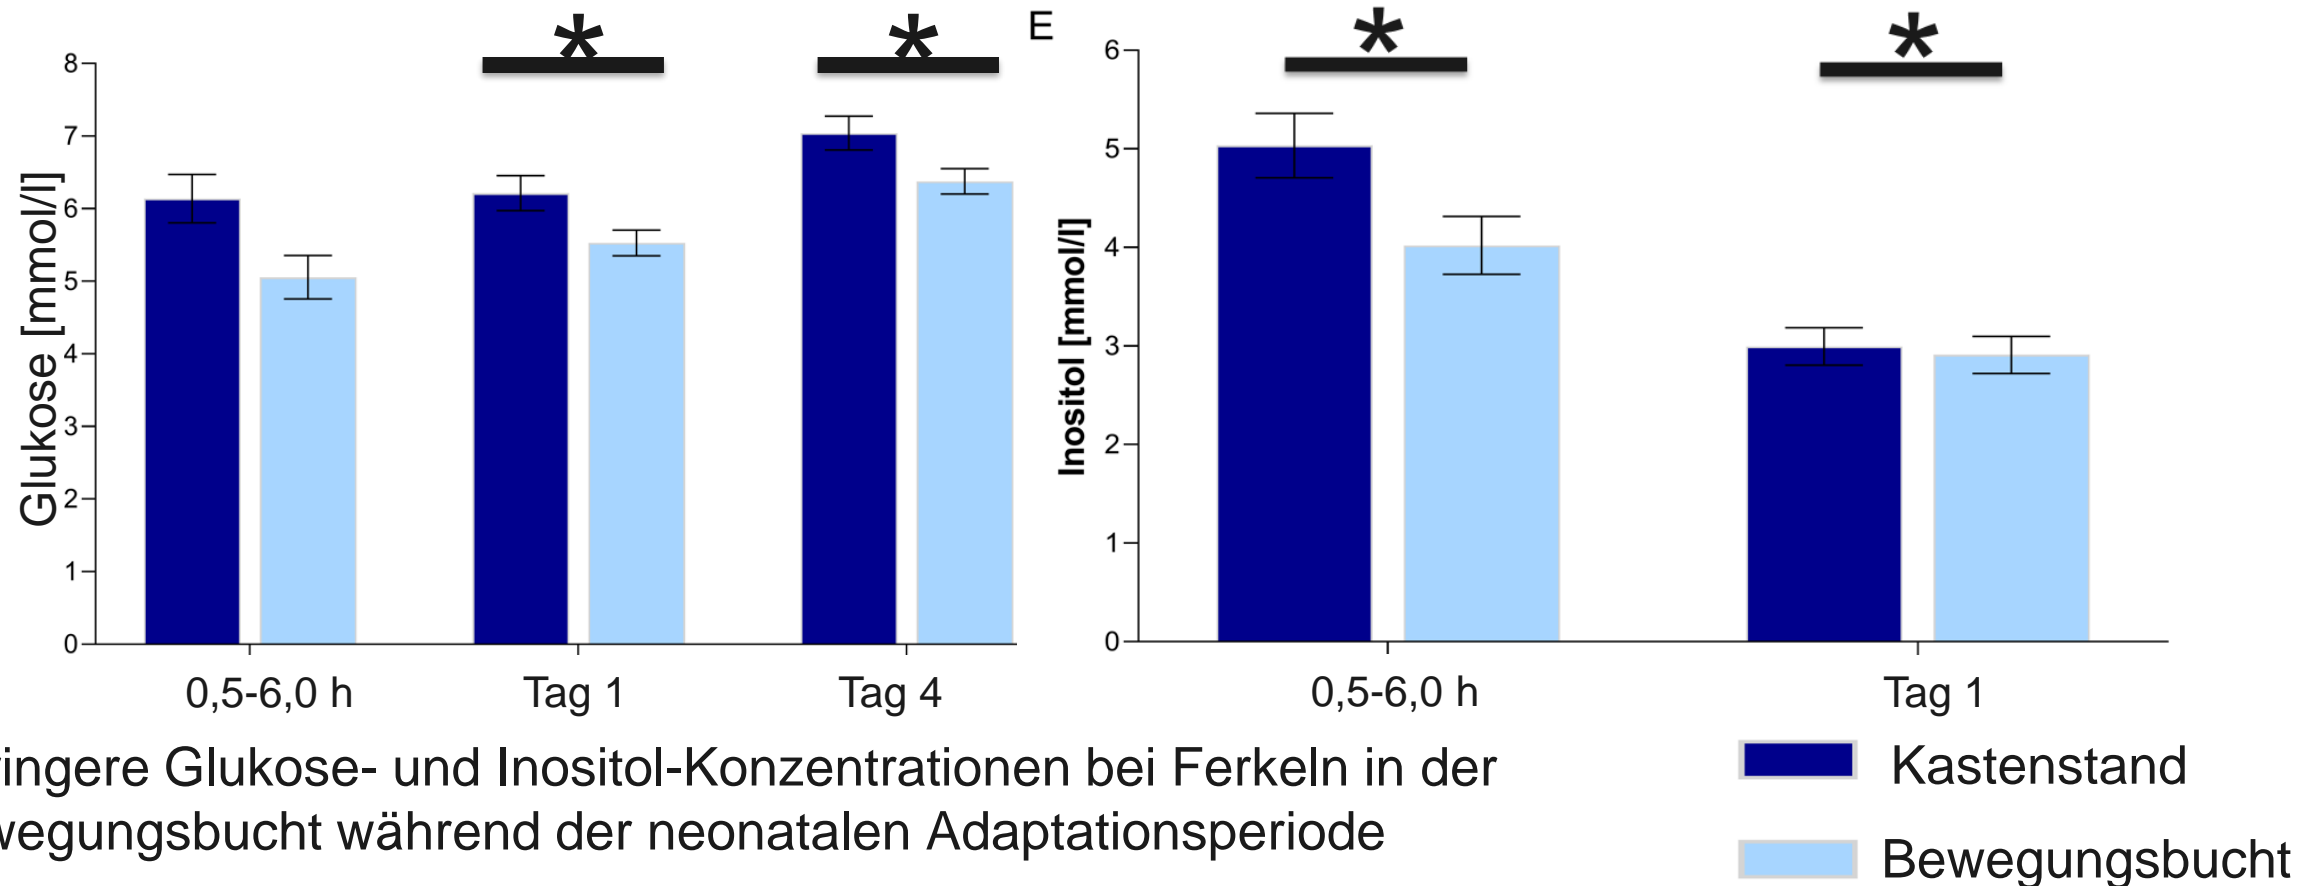 E
*
*
*
*
Glukose [mmol/l]
8
7
6
5
4
3
2
1
0
0,5-6,0 h
Tag 1
Tag 4
Inositol [mmol/l]
6
5
4
3
2
1
0
0,5-6,0 h
Tag 1
ingere Glukose- und Inositol-Konzentrationen bei Ferkeln in der
wegungsbucht während der neonatalen Adaptationsperiode
Kastenstand
Bewegungsbucht